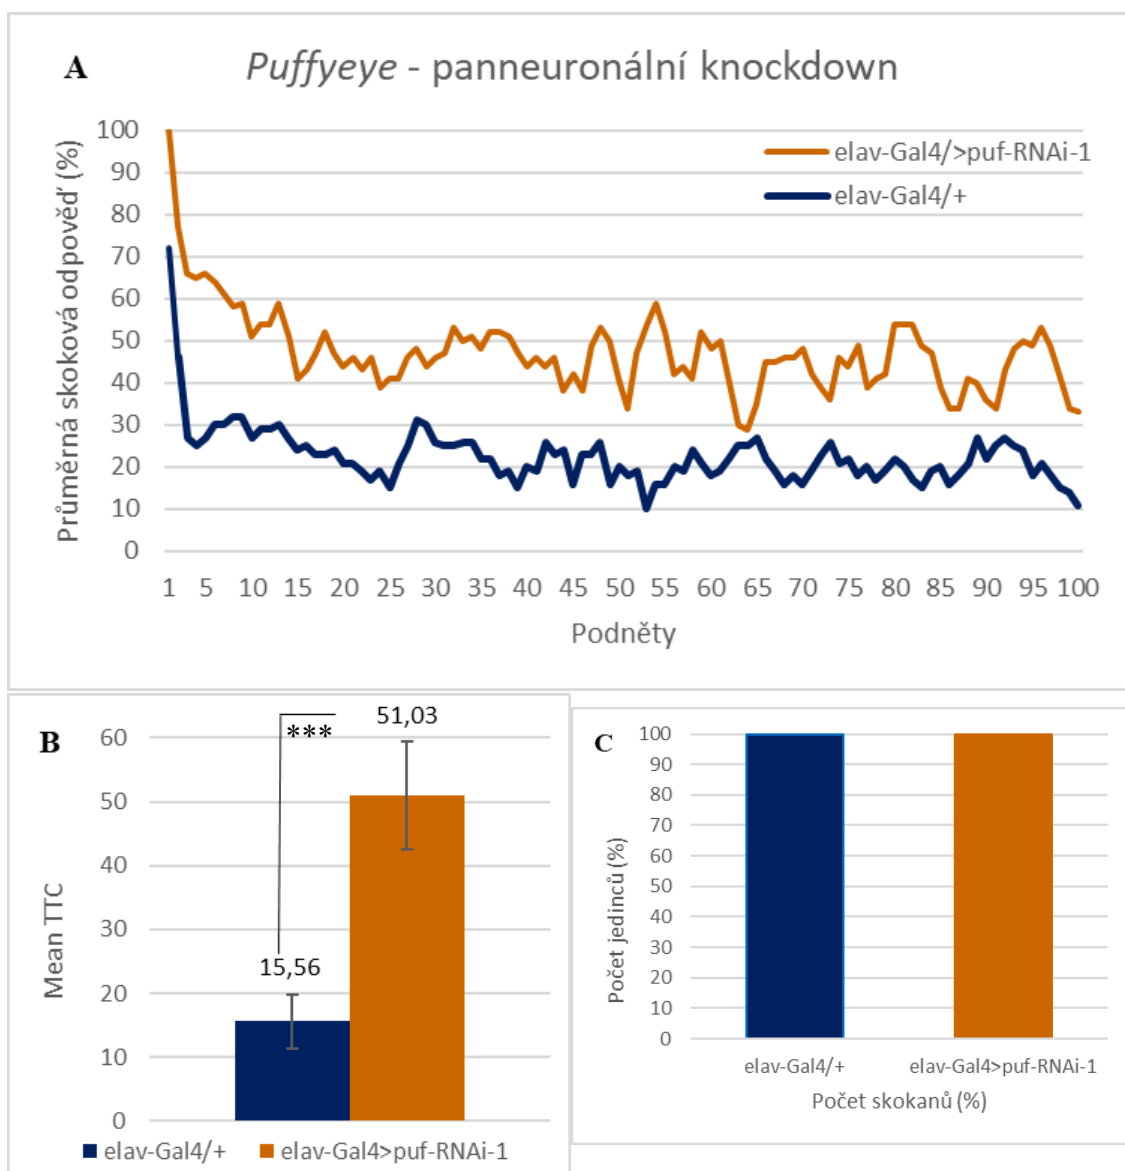 A
Puffyeye - panneuronální knockdown
Průměrná skoková odpověď (%)
100
90
80
70
60
50
40
30
20
10
0
elav-Gal4/>puf-RNAi-1
elav-Gal4/+
1 5 10 15 20 25 30 35 40 45 50 55 60 65 70 75 80 85 90 95 100
Podněty
B
Mean TTC
60
50
40
30
20
10
0
***
51,03
15,56
elav-Gal4/+ elav-Gal4>puf-RNAi-1
C
Počet jedinců (%)
100
90
80
70
60
50
40
30
20
10
0
elav-Gal4/+ elav-Gal4>puf-RNAi-1
Počet skokanů (%)